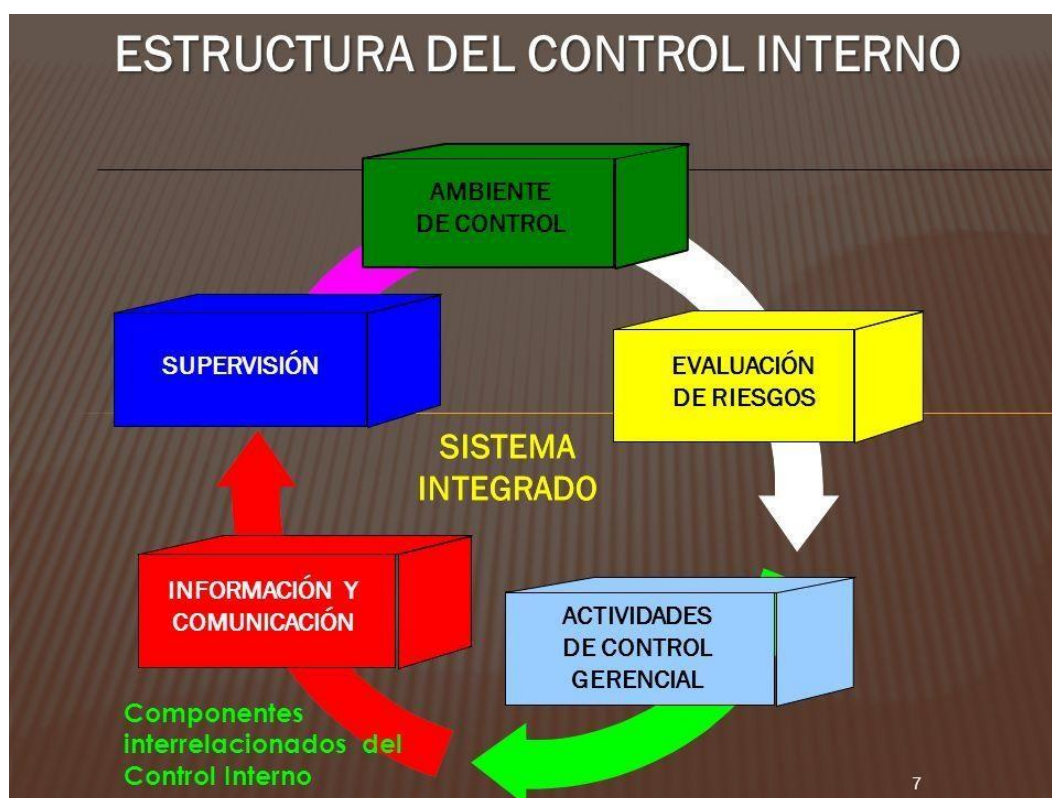 ESTRUCTURA DEL CONTROL INTERNO
AMBIENTE
DE CONTROL
SUPERVISIÓN
EVALUACIÓN
DE RIESGOS
SISTEMA
INTEGRADO
INFORMACIÓN Y
COMUNICACIÓN
ACTIVIDADES
DE CONTROL
GERENCIAL
Componentes
interrelacionados del
Control Interno
7